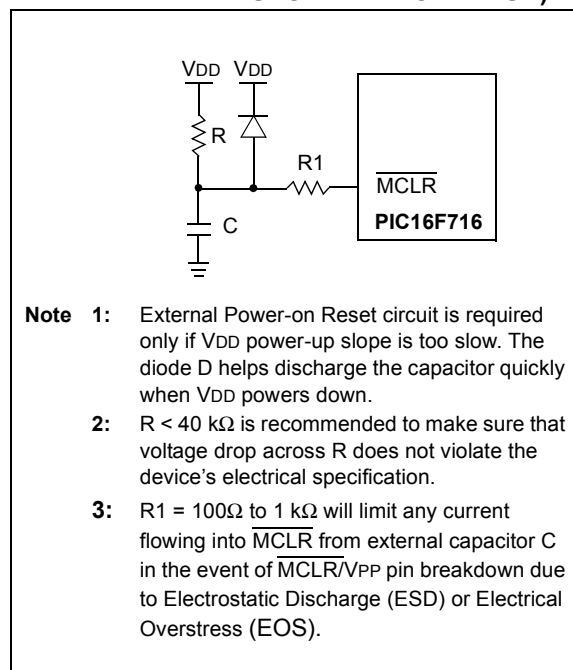 VDD VDD
R
R1
MCLR
C
PIC16F716
Note 1: External Power-on Reset circuit is required
only if VDD power-up slope is too slow. The
diode D helps discharge the capacitor quickly
when VDD powers down.
2: R < 40 kΩ is recommended to make sure that
voltage drop across R does not violate the
device's electrical specification.
3: R1 = 100Ω to 1 kΩ will limit any current
flowing into MCLR from external capacitor C
in the event of MCLR/VPP pin breakdown due
to Electrostatic Discharge (ESD) or Electrical
Overstress (EOS).